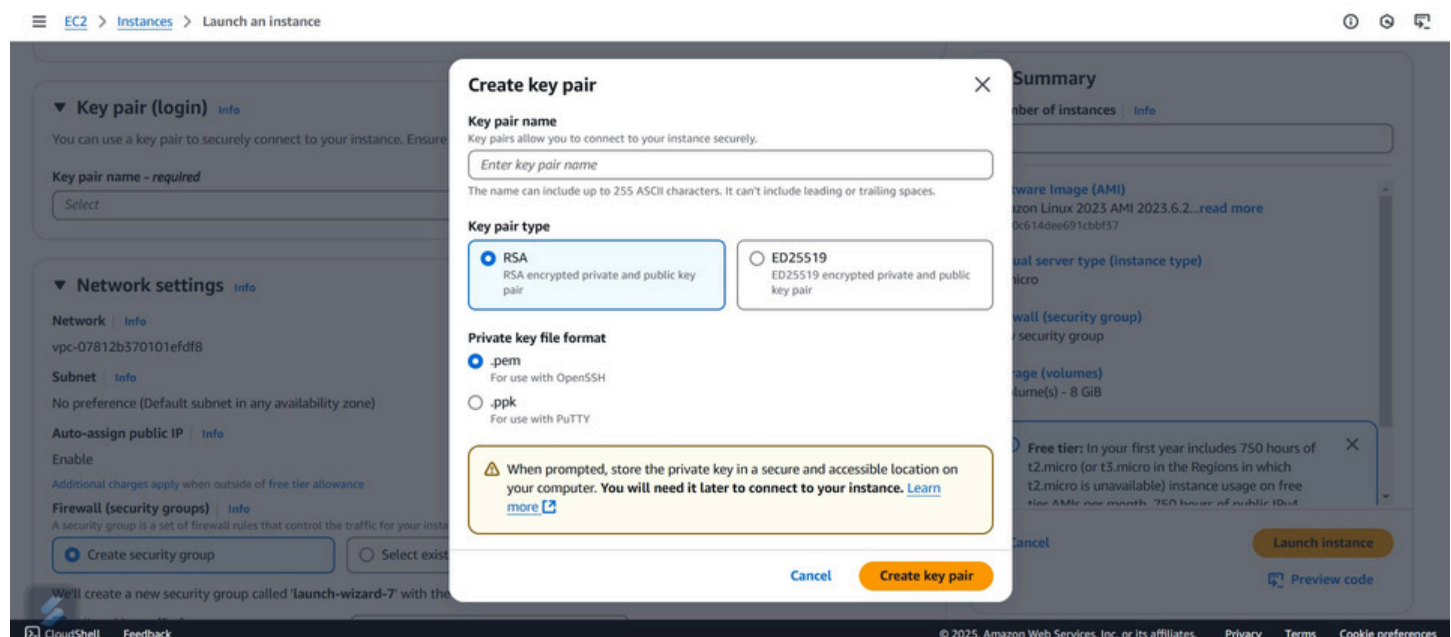 EC2 > Instances > Launch an instance
▼ Key pair (login) Info
You can use a key pair to securely connect to your instance. Ensure
Key pair name – required
Select
▼ Network settings Info
Network Info
vpc-07812b370101efdf8
Subnet Info
No preference (Default subnet in any availability zone)
Auto-assign public IP Info
Enable
Additional charges apply when outside of free tier allowance
Firewall (security groups) Info
A security group is a set of firewall rules that control the traffic for your insta
Create security group
Select exist
We'll create a new security group called 'launch-wizard-7' with the
Create key pair
Key pair name
Key pairs allow you to connect to your instance securely.
Enter key pair name
The name can include up to 255 ASCII characters. It can't include leading or trailing spaces.
Key pair type
RSA
RSA encrypted private and public key
pair
ED25519
ED25519 encrypted private and public
key pair
Private key file format
.pem
For use with OpenSSH
.ppk
For use with PuTTY
When prompted, store the private key in a secure and accessible location on
your computer. You will need it later to connect to your instance. Learn
more
Cancel
Create key pair
Summary
nber of instances Info
tware Image (AMI)
zon Linux 2023 AMI 2023.6.2...read more
0c614dee691cbbf37
ual server type (instance type)
micro
wall (security group)
security group
rage (volumes)
lume(s) - 8 GiB
Free tier: In your first year includes 750 hours of
t2.micro (or t3.micro in the Regions in which
t2.micro is unavailable) instance usage on free
tier AMIs per month, 750 hours of public IPv4
Cancel
Launch instance
Preview code
CloudShell Feedback
© 2025, Amazon Web Services, Inc. or its affiliates. Privacy Terms Cookie preferences